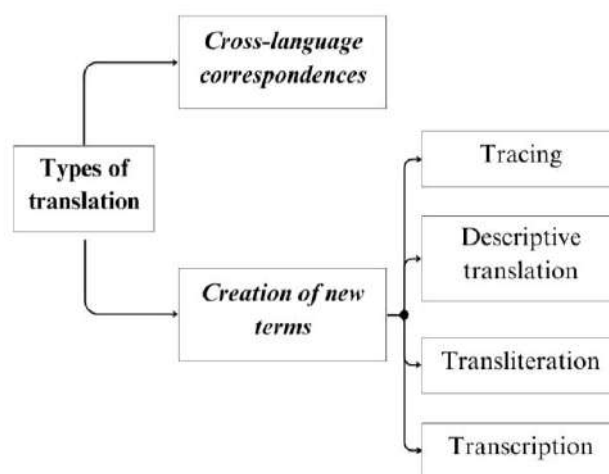 Cross-language
correspondences
Types of
translation
Tracing
Descriptive
translation
Creation of new
terms
Transliteration
Transcription